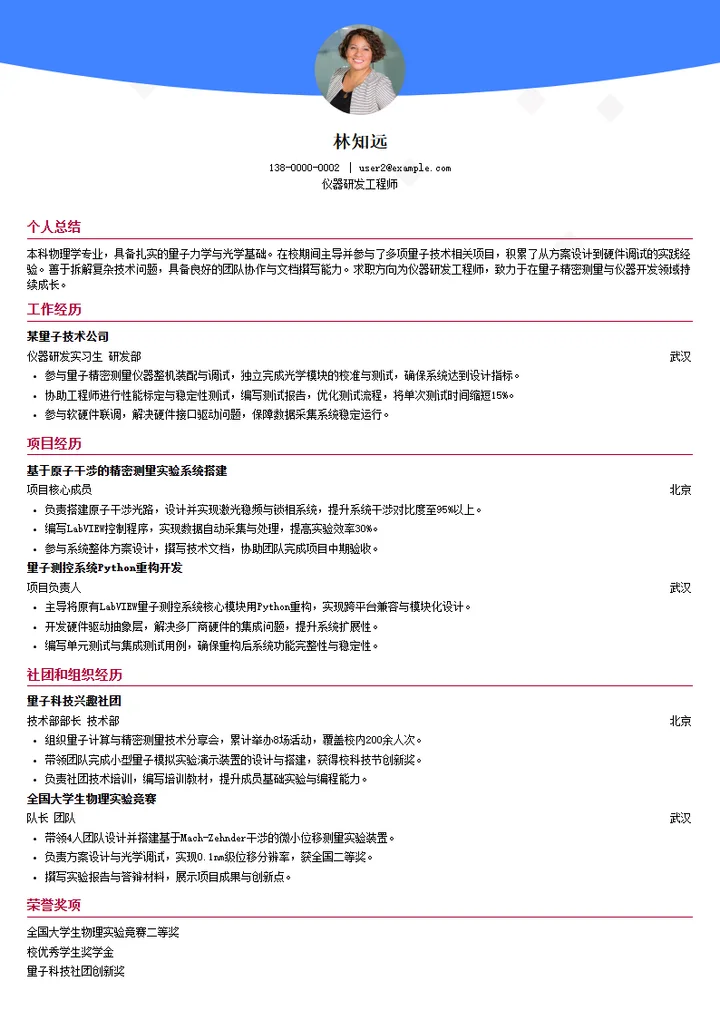 林知远
138-0000-0002 | user2@example.com
仪器研发工程师
个人总结
本科物理学专业，具备扎实的量子力学与光学基础。在校期间主导并参与了多项量子技术相关项目，积累了从方案设计到硬件调试的实践经
验。善于拆解复杂技术问题，具备良好的团队协作与文档撰写能力。求职方向为仪器研发工程师，致力于在量子精密测量与仪器开发领域持
续成长。
工作经历
某量子技术公司
仪器研发实习生 研发部 武汉
• 参与量子精密测量仪器整机装配与调试，独立完成光学模块的校准与测试，确保系统达到设计指标。
• 协助工程师进行性能标定与稳定性测试，编写测试报告，优化测试流程，将单次测试时间缩短15%。
• 参与软硬件联调，解决硬件接口驱动问题，保障数据采集系统稳定运行。
项目经历
基于原子干涉的精密测量实验系统搭建
项目核心成员 北京
• 负责搭建原子干涉光路，设计并实现激光稳频与锁相系统，提升系统干涉对比度至95%以上。
• 编写LabVIEW控制程序，实现数据自动采集与处理，提高实验效率30%。
• 参与系统整体方案设计，撰写技术文档，协助团队完成项目中期验收。
量子测控系统Python重构开发
项目负责人 武汉
• 主导将原有LabVIEW量子测控系统核心模块用Python重构，实现跨平台兼容与模块化设计。
• 开发硬件驱动抽象层，解决多厂商硬件的集成问题，提升系统扩展性。
• 编写单元测试与集成测试用例，确保重构后系统功能完整性与稳定性。
社团和组织经历
量子科技兴趣社团
技术部部长 技术部 北京
• 组织量子计算与精密测量技术分享会，累计举办8场活动，覆盖校内200余人次。
• 带领团队完成小型量子模拟实验演示装置的设计与搭建，获得校科技节创新奖。
• 负责社团技术培训，编写培训教材，提升成员基础实验与编程能力。
全国大学生物理实验竞赛
队长 团队 武汉
• 带领4人团队设计并搭建基于Mach-Zehnder干涉的微小位移测量实验装置。
• 负责方案设计与光学调试，实现0.1nm级位移分辨率，获全国二等奖。
• 撰写实验报告与答辩材料，展示项目成果与创新点。
荣誉奖项
全国大学生物理实验竞赛二等奖
校优秀学生奖学金
量子科技社团创新奖